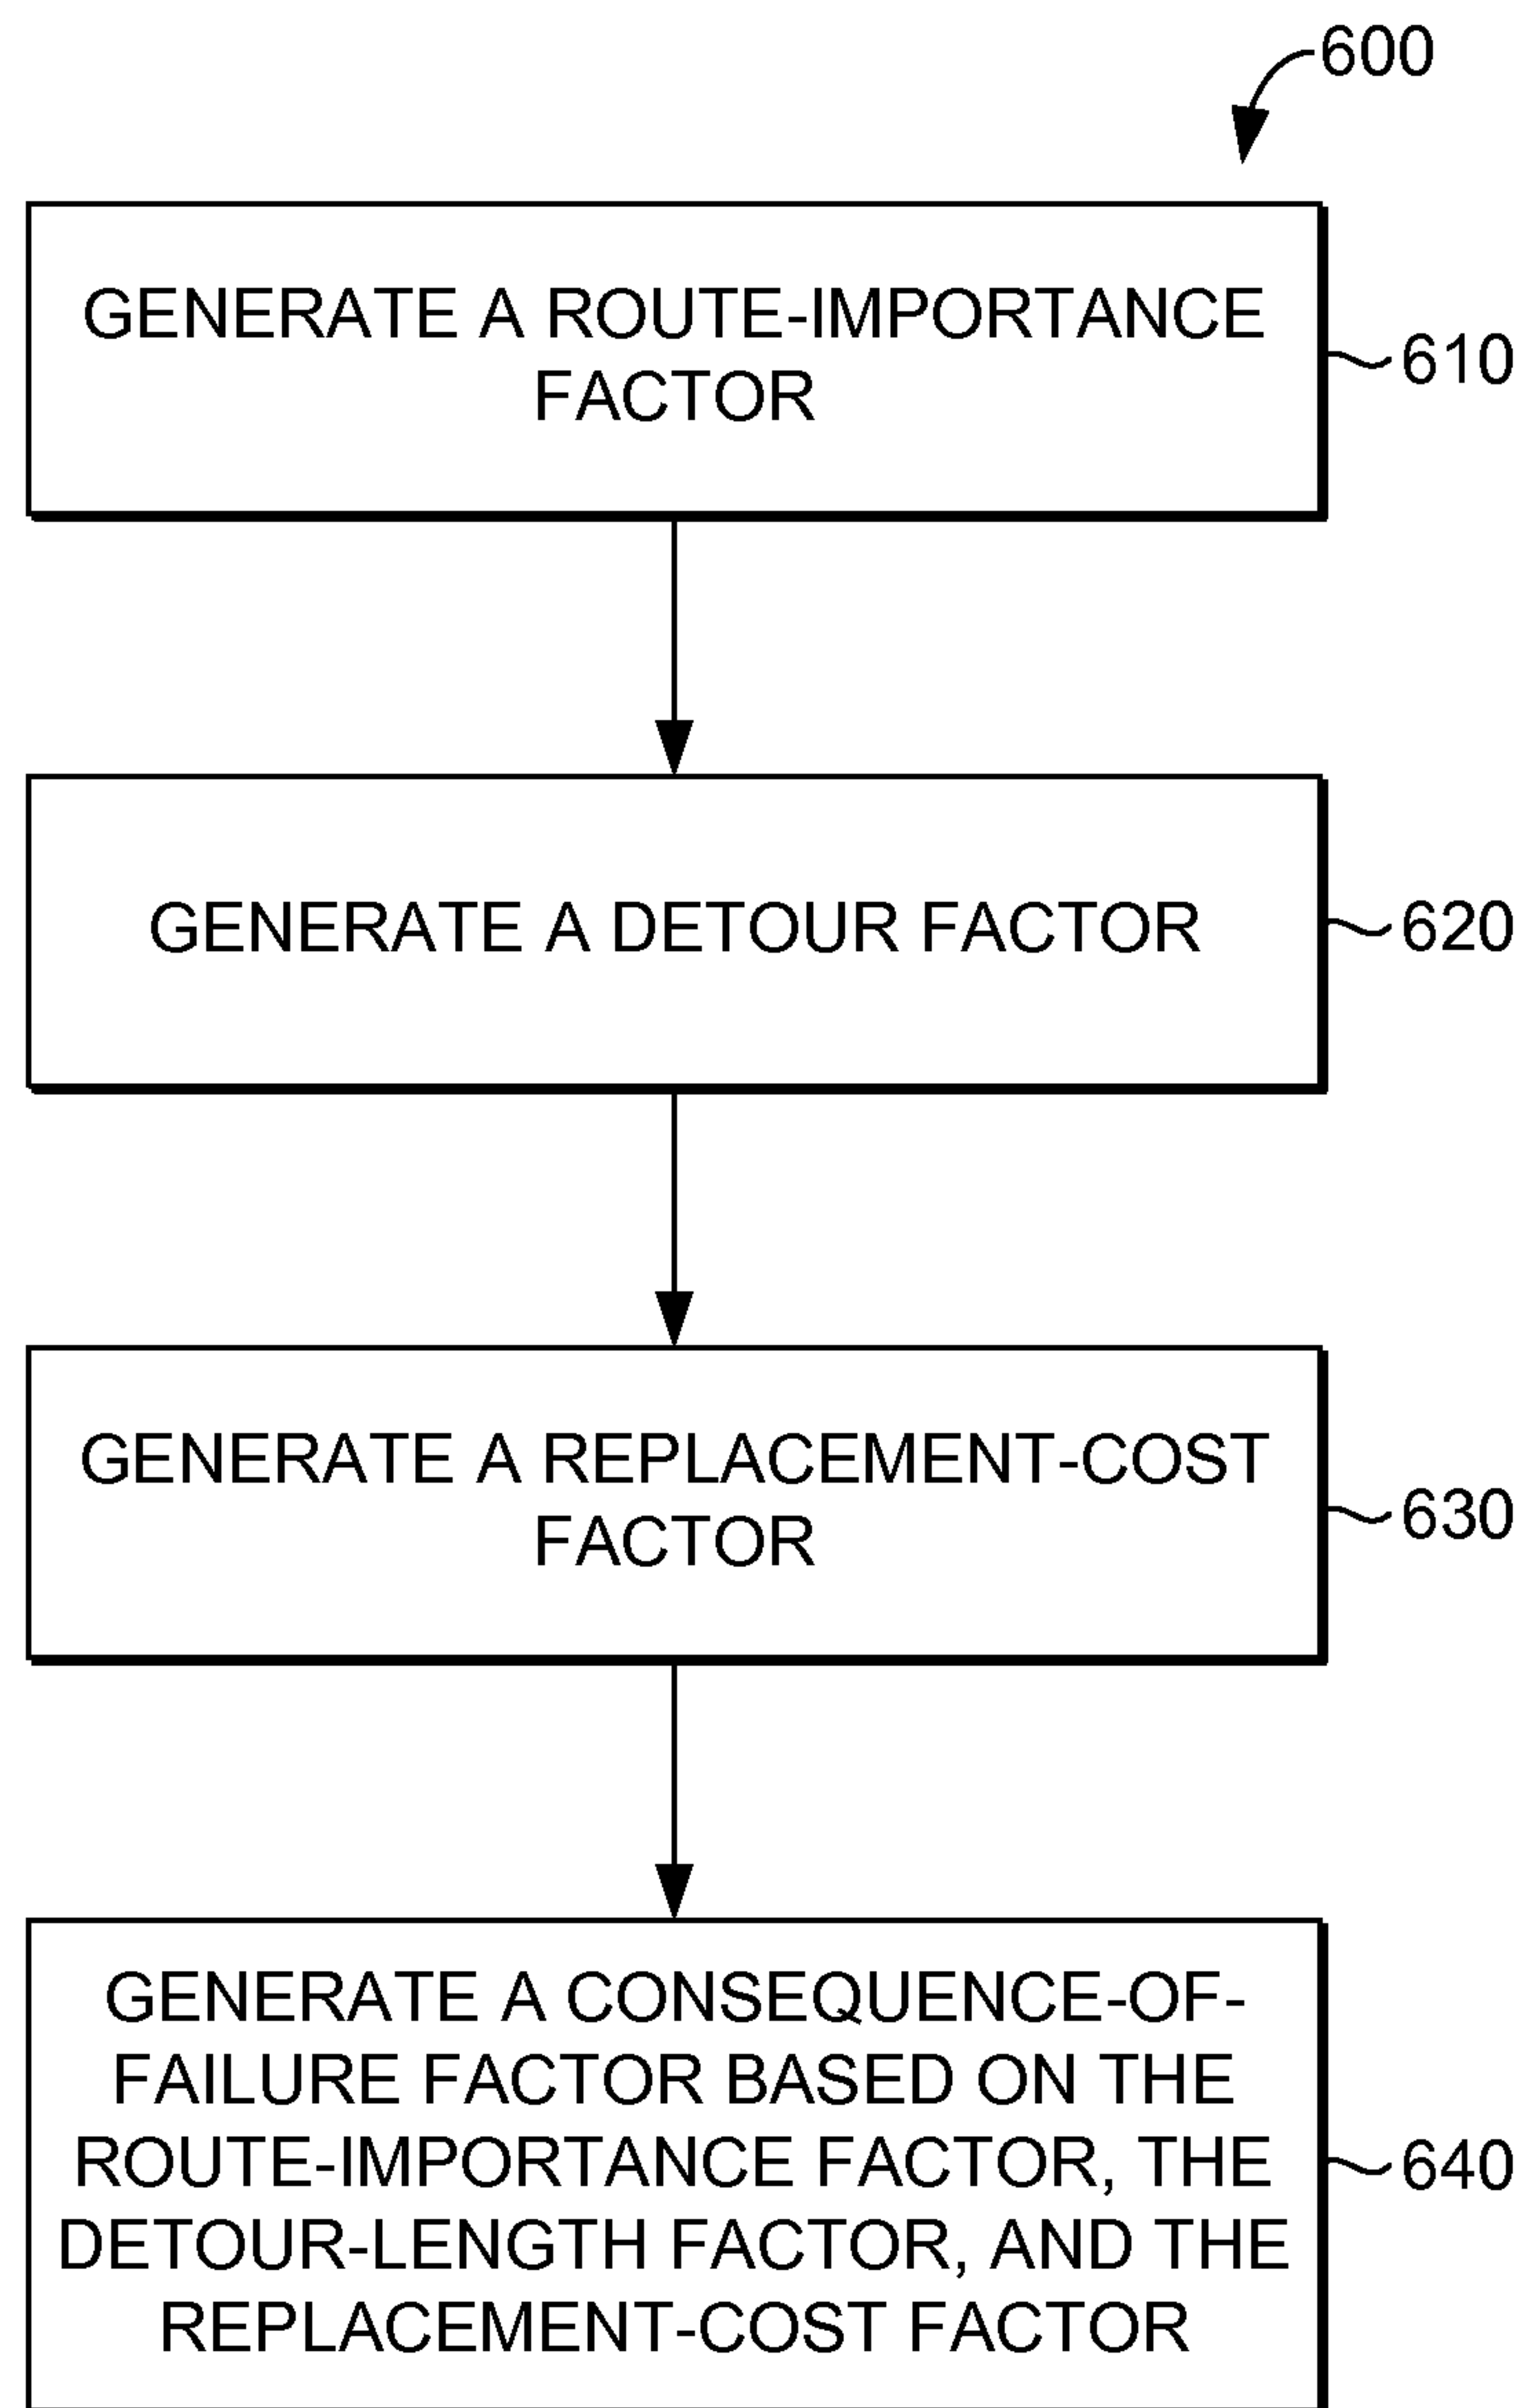 600
GENERATE A ROUTE-IMPORTANCE
FACTOR
610
GENERATE A DETOUR FACTOR
620
GENERATE A REPLACEMENT-COST
FACTOR
630
GENERATE A CONSEQUENCE-OF-
FAILURE FACTOR BASED ON THE
ROUTE-IMPORTANCE FACTOR, THE
DETOUR-LENGTH FACTOR, AND THE
REPLACEMENT-COST FACTOR
640